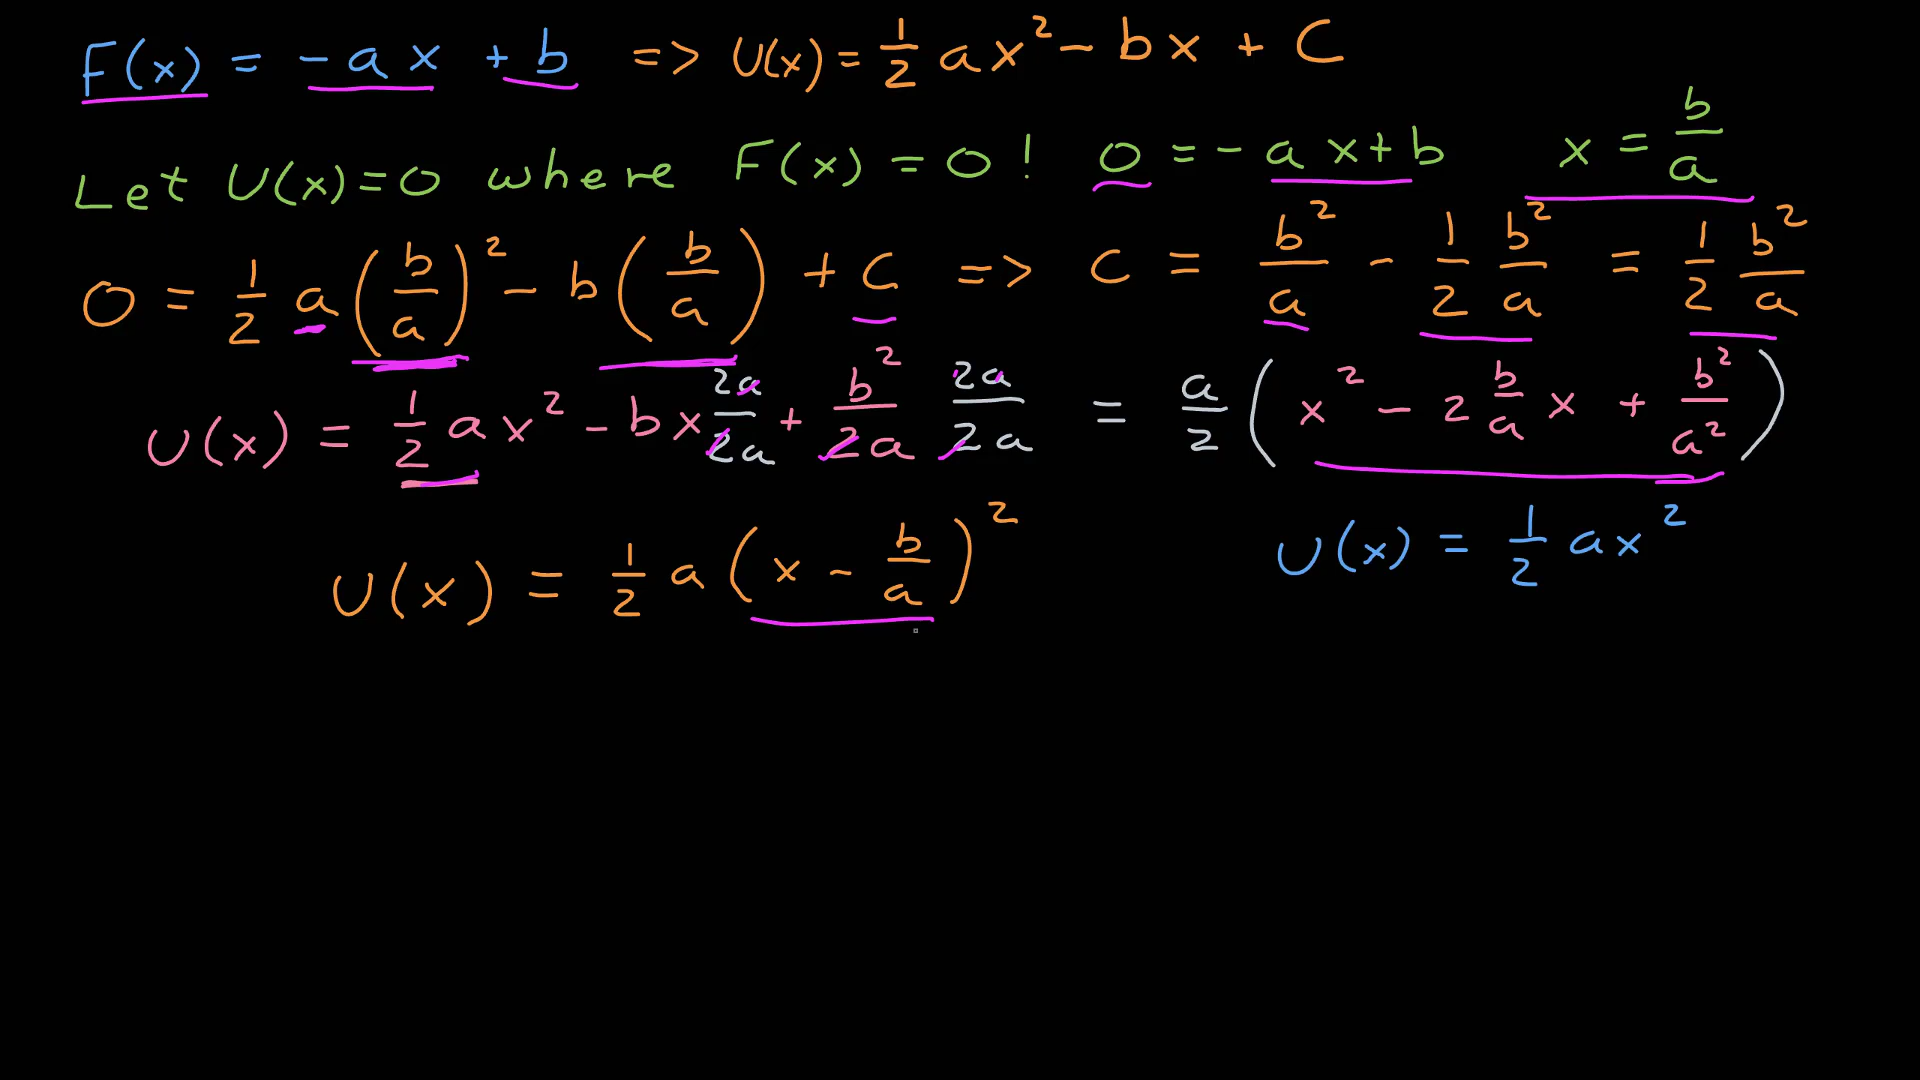 F(x) = -ax + b => U(x) = 1/2 ax² - bx + C
Let U(x)=0 where F(x) = 0! 0 = -ax+b x = b/a
0 = 1/2 a(b/a)² - b(b/a) + C => C = b²/a - 1/2 b²/a = 1/2 b²/a
U(x) = 1/2 ax² - bx 2a/2a + b²/2a 2a/2a = a/2 (x² - 2 b/a x + b²/a²)
U(x) = 1/2 a(x - b/a)² U(x) = 1/2 ax²